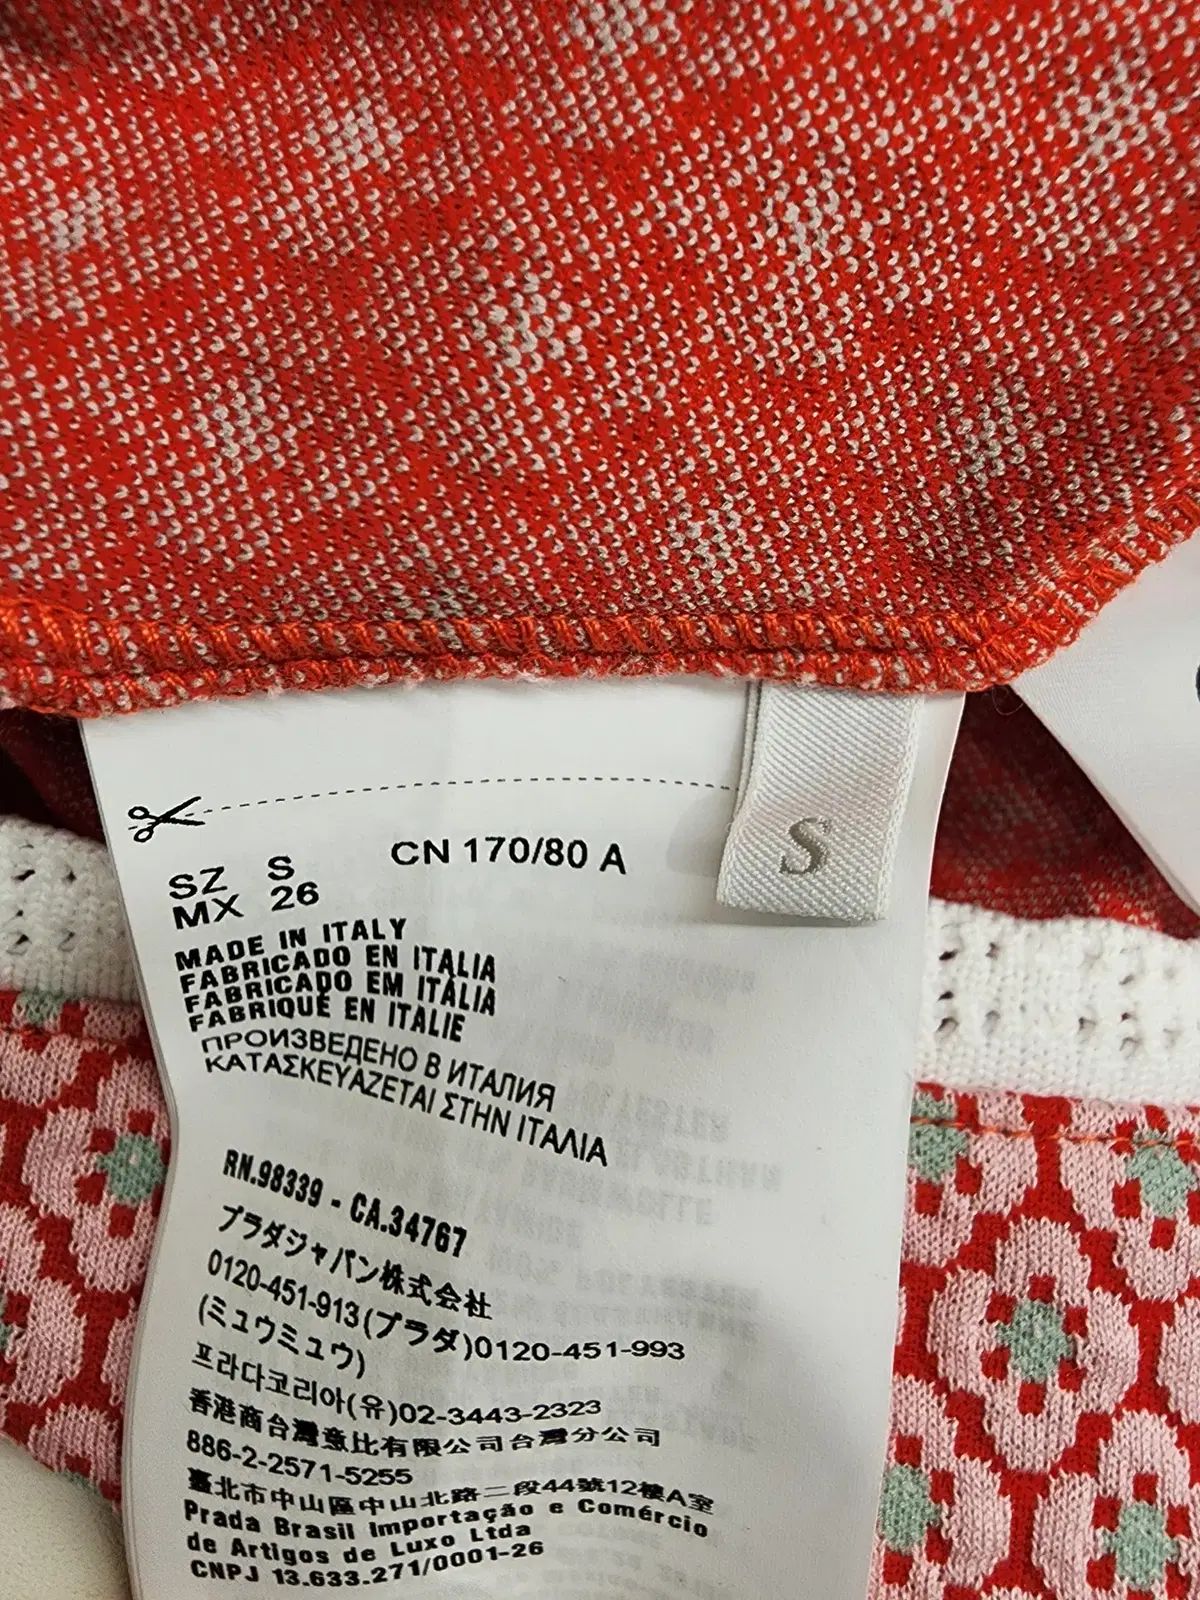 S
CN 170/80 A
SZ S
MX 26
MADE IN ITALY
FABRICADO EN ITALIA
FABRICADO EM ITÁLIA
FABRIQUÉ EN ITALIE
ПРОИЗВЕДЕНО В ИТАЛИЯ
ΚΑΤΑΣΚΕΥΑΖΕΤΑΙ ΣΤΗΝ ΙΤΑΛΙΑ
RN.98339 - CA.34767
プラダジャパン株式会社
0120-451-913(プラダ)0120-451-993
(ミュウミュウ)
프라다코리아(유)02-3443-2323
香港商台灣意比有限公司台灣分公司
886-2-2571-5255
臺北市中山區中山北路二段44號12樓A室
Prada Brasil Importação e Comércio
de Artigos de Luxo Ltda
CNPJ 13.633.271/0001-26